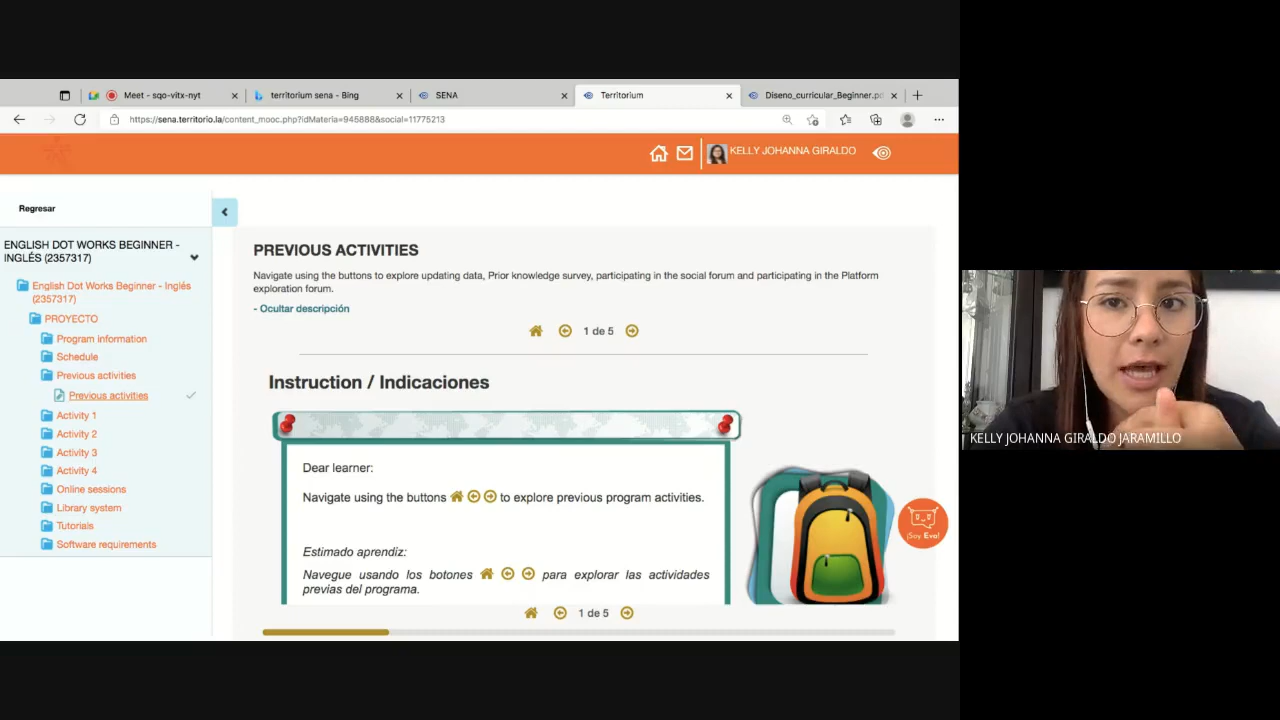 Meet - sqo-vitx-nyt
territorium sena - Bing
SENA
Territorium
Diseno_curricular_Beginner.pd
https://sena.territorio.la/content_mooc.php?idMateria=945888&social=11775213
KELLY JOHANNA GIRALDO
Regresar
ENGLISH DOT WORKS BEGINNER -
INGLÉS (2357317)
English Dot Works Beginner - Inglés
(2357317)
PROYECTO
Program information
Schedule
Previous activities
Previous activities
Activity 1
Activity 2
Activity 3
Activity 4
Online sessions
Library system
Tutorials
Software requirements
PREVIOUS ACTIVITIES
Navigate using the buttons to explore updating data, Prior knowledge survey, participating in the social forum and participating in the Platform
exploration forum.
- Ocultar descripción
1 de 5
Instruction / Indicaciones
Dear learner:
Navigate using the buttons to explore previous program activities.
Estimado aprendiz:
Navegue usando los botones para explorar las actividades
previas del programa.
1 de 5
¡Soy Evo!
KELLY JOHANNA GIRALDO JARAMILLO